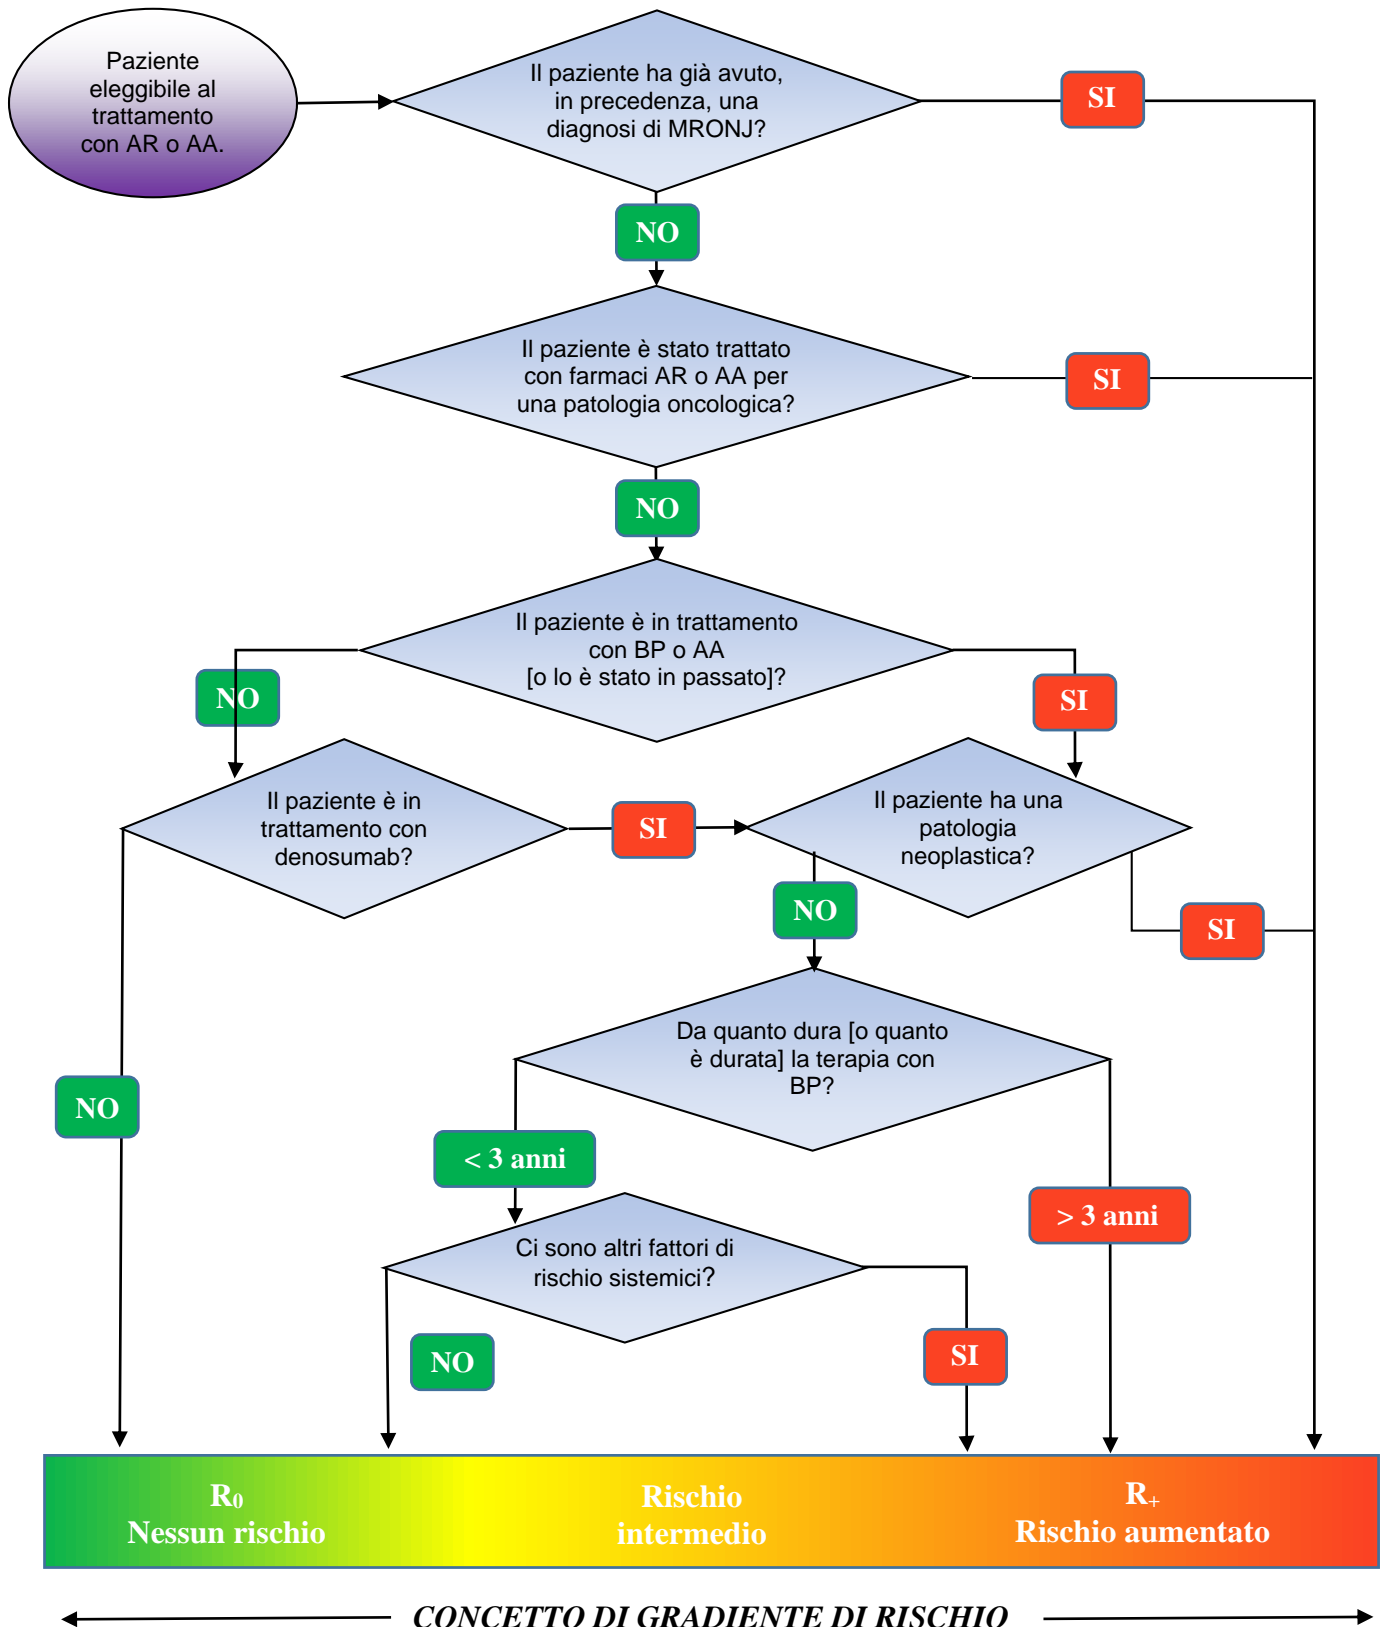 Paziente
eleggibile al
trattamento
con AR o AA.
Il paziente ha già avuto,
in precedenza, una
diagnosi di MRONJ?
SI
NO
Il paziente è stato trattato
con farmaci AR o AA per
una patologia oncologica?
SI
NO
Il paziente è in trattamento
con BP o AA
[o lo è stato in passato]?
NO
SI
Il paziente è in
trattamento con
denosumab?
SI
Il paziente ha una
patologia
neoplastica?
NO
SI
Da quanto dura [o quanto
è durata] la terapia con
BP?
NO
< 3 anni
> 3 anni
Ci sono altri fattori di
rischio sistemici?
NO
SI
R₀
Nessun rischio
Rischio
intermedio
R₊
Rischio aumentato
CONCETTO DI GRADIENTE DI RISCHIO